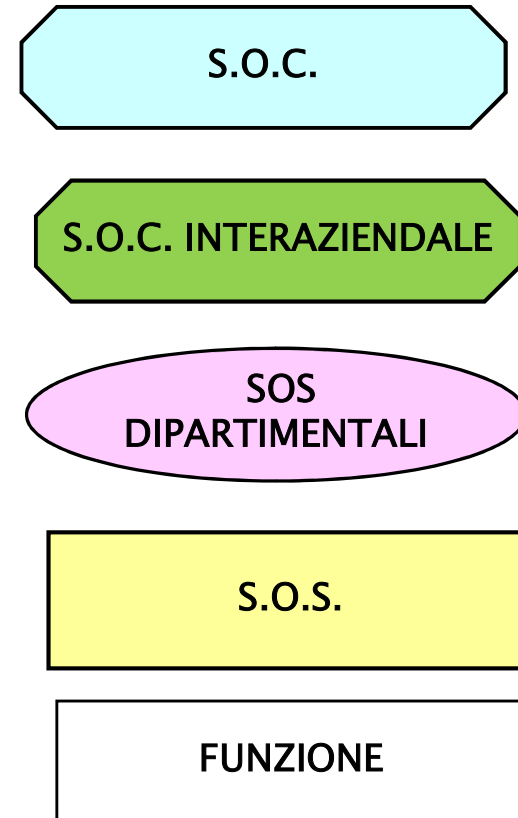 S.O.C.
S.O.C. INTERAZIENDALE
SOS
DIPARTIMENTALI
S.O.S.
FUNZIONE